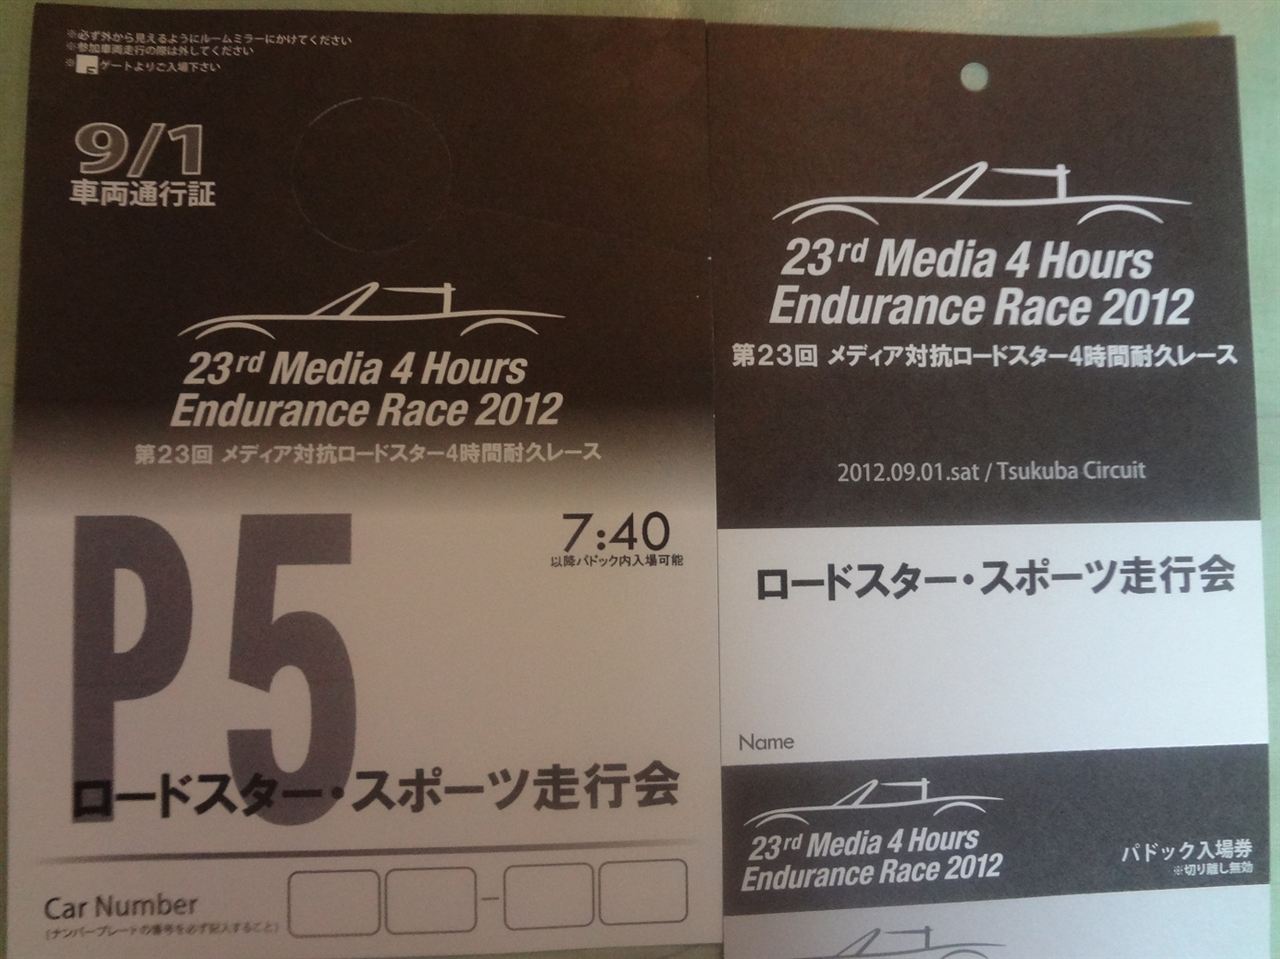 ※必ず外から見えるようにルームミラーにかけてください
※参加車両走行の際は外してください
※ 5 ゲートよりご入場下さい
9/1
車両通行証
23rd Media 4 Hours
Endurance Race 2012
第23回 メディア対抗ロードスター4時間耐久レース
P5
7:40
以降パドック内入場可能
ロードスター・スポーツ走行会
Car Number
(ナンバープレートの番号を必ず記入すること)
23rd Media 4 Hours
Endurance Race 2012
第23回 メディア対抗ロードスター4時間耐久レース
2012.09.01.sat / Tsukuba Circuit
ロードスター・スポーツ走行会
Name
23rd Media 4 Hours
Endurance Race 2012
パドック入場券
※切り離し無効